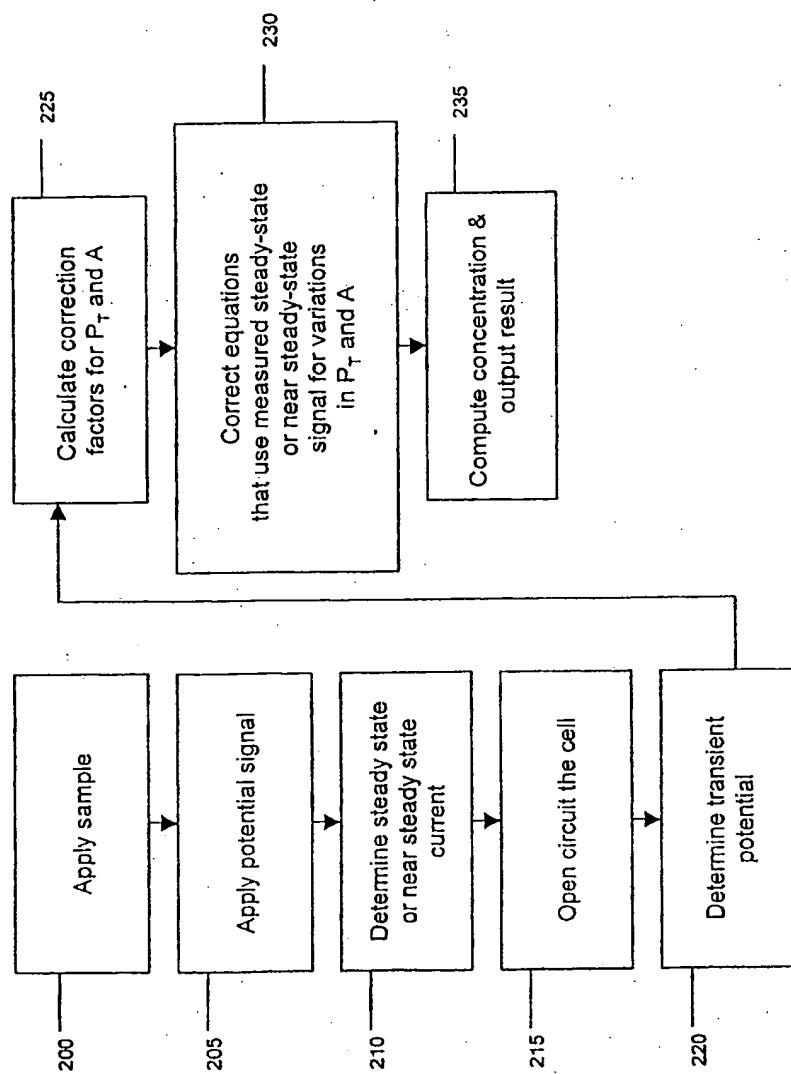 200
Apply sample
205
Apply potential signal
210
Determine steady state
or near steady state
current
215
Open circuit the cell
220
Determine transient
potential
225
Calculate correction
factors for P_T and A
230
Correct equations
that use measured steady-state
or near steady-state
signal for variations
in P_T and A
235
Compute concentration &
output result